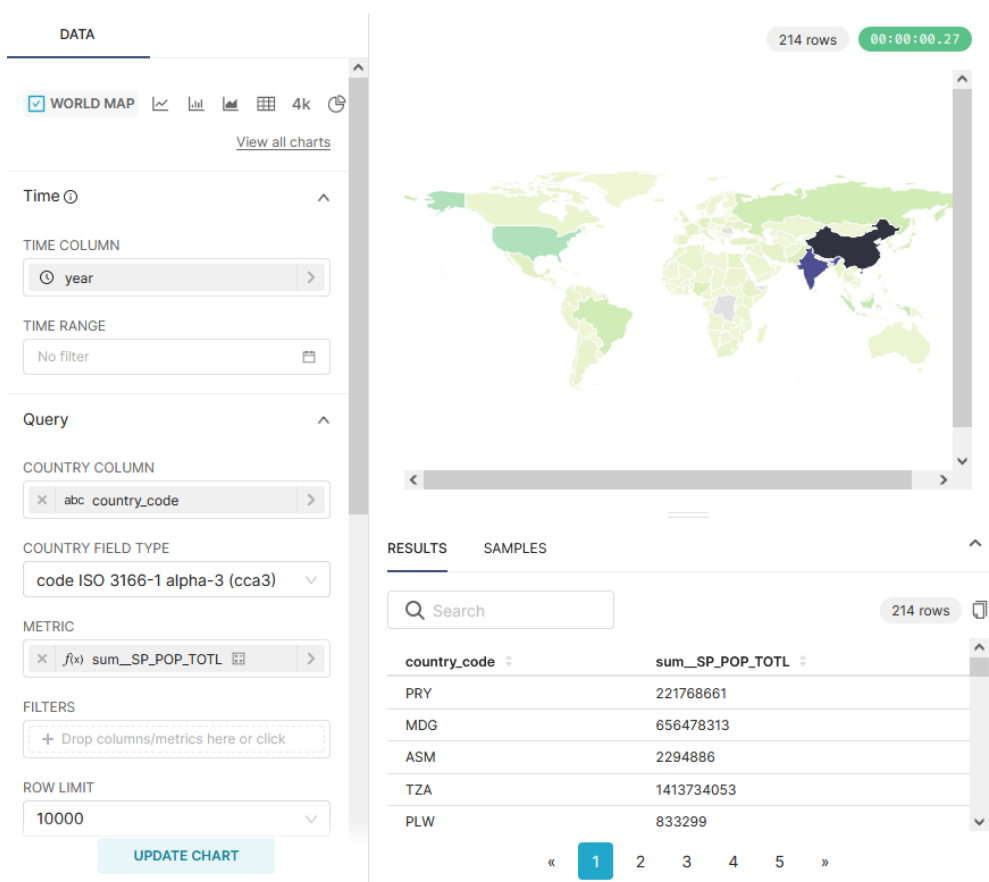 DATA
WORLD MAP
4k
View all charts
Time
TIME COLUMN
year
TIME RANGE
No filter
Query
COUNTRY COLUMN
abc country_code
COUNTRY FIELD TYPE
code ISO 3166-1 alpha-3 (cca3)
METRIC
f(x) sum__SP_POP_TOTL
FILTERS
+ Drop columns/metrics here or click
ROW LIMIT
10000
UPDATE CHART
214 rows 00:00:00.27
RESULTS SAMPLES
Search
214 rows
country_code sum__SP_POP_TOTL
PRY 221768661
MDG 656478313
ASM 2294886
TZA 1413734053
PLW 833299
« 1 2 3 4 5 »